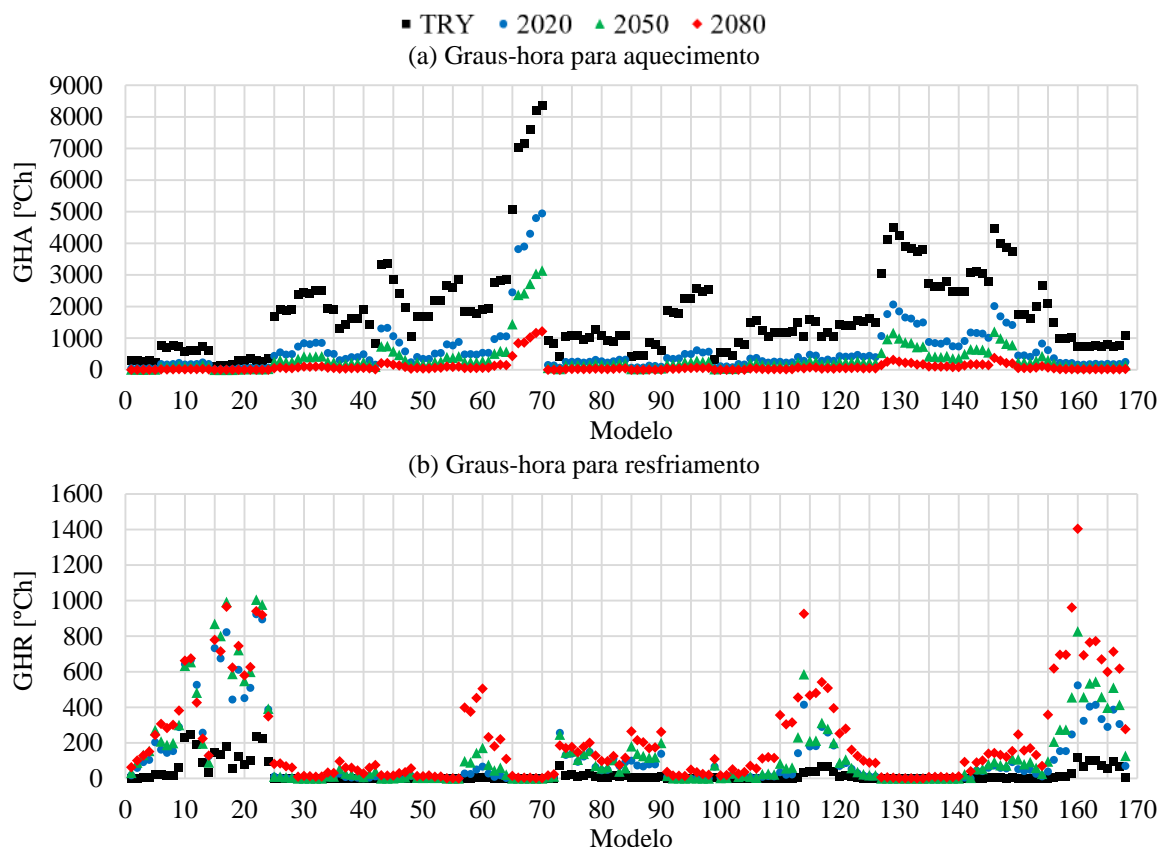 TRY 2020 2050 2080
(a) Graus-hora para aquecimento
GHA [ºCh]
9000
8000
7000
6000
5000
4000
3000
2000
1000
0
0 10 20 30 40 50 60 70 80 90 100 110 120 130 140 150 160 170
Modelo
(b) Graus-hora para resfriamento
GHR [ºCh]
1600
1400
1200
1000
800
600
400
200
0
0 10 20 30 40 50 60 70 80 90 100 110 120 130 140 150 160 170
Modelo